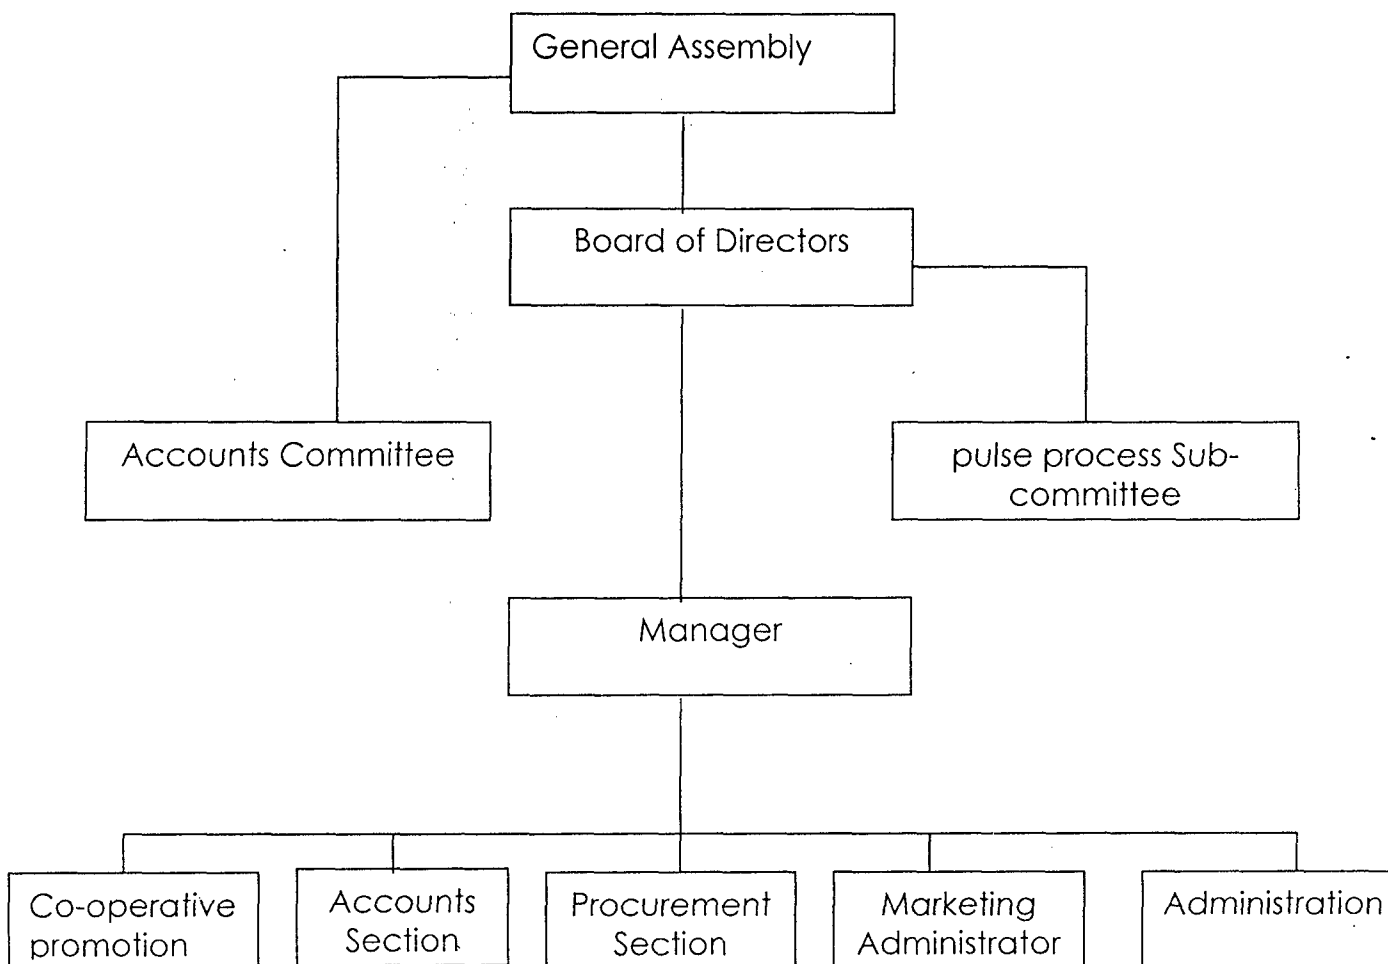 General Assembly
Board of Directors
Accounts Committee
pulse process Sub-
committee
Manager
Co-operative
promotion
Accounts
Section
Procurement
Section
Marketing
Administrator
Administration